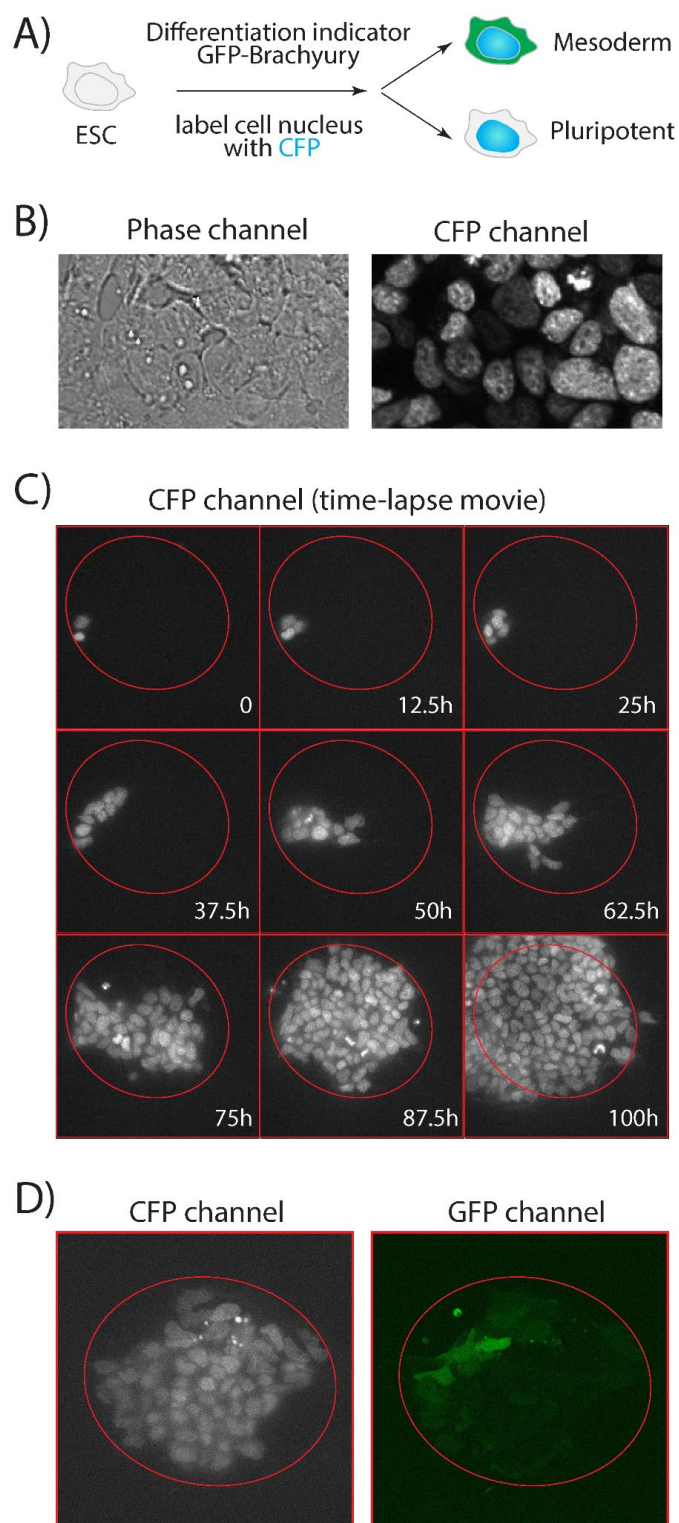 A)
Differentiation indicator
GFP-Brachyury
ESC
label cell nucleus
with CFP
Mesoderm
Pluripotent
B)
Phase channel
CFP channel
C)
CFP channel (time-lapse movie)
0
12.5h
25h
37.5h
50h
62.5h
75h
87.5h
100h
D)
CFP channel
GFP channel